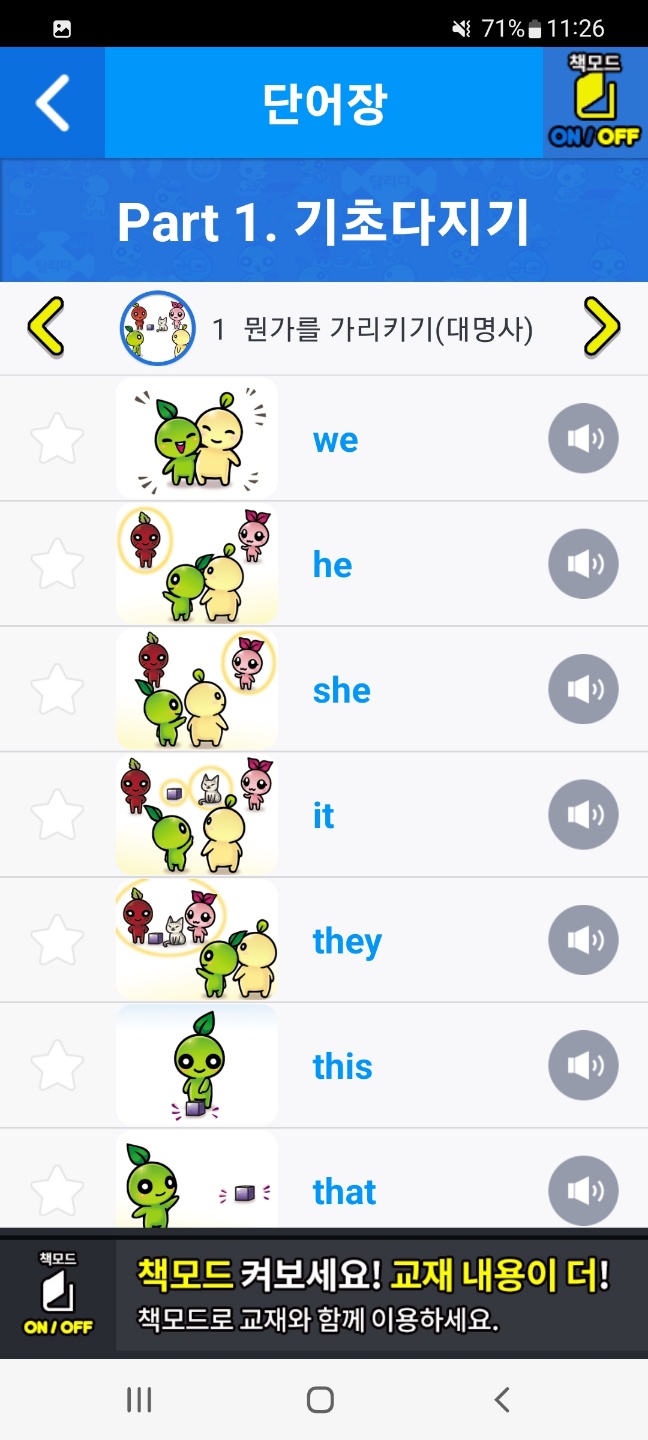 71% 11:26
단어장
책모드
ON/OFF
Part 1. 기초다지기
1 뭔가를 가리키기(대명사)
we
he
she
it
they
this
that
책모드
ON/OFF
책모드 켜보세요! 교재 내용이 더!
책모드로 교재와 함께 이용하세요.